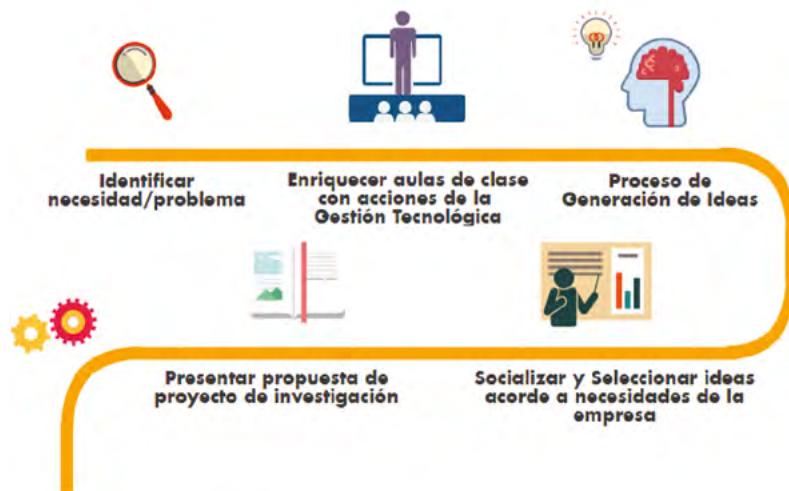 Identificar
necesidad/problema
Enriquecer aulas de clase
con acciones de la
Gestión Tecnológica
Proceso de
Generación de Ideas
Presentar propuesta de
proyecto de investigación
Socializar y Seleccionar ideas
acorde a necesidades de la
empresa